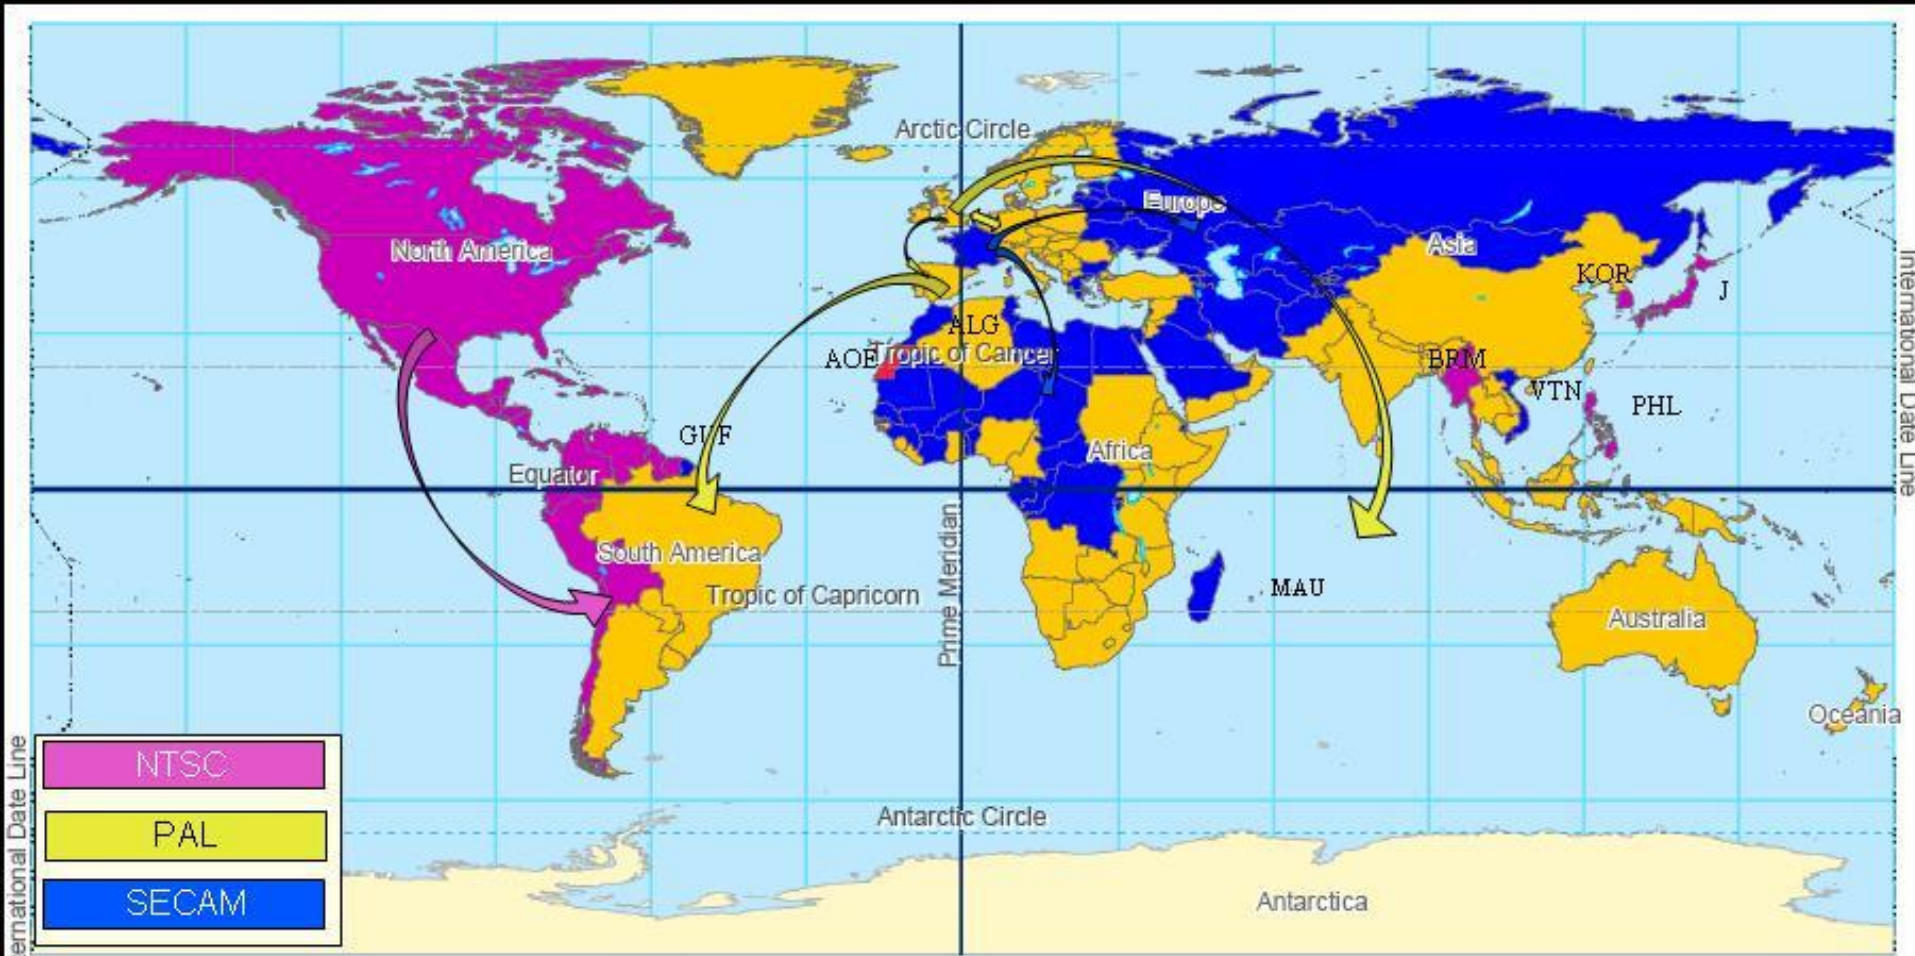 Arctic Circle
Europe
North America
Asia
KOR
J
ALG
AOE
Tropic of Cancer
BRM
VTN
PHL
GUF
Africa
Equator
South America
Prime Meridian
Tropic of Capricorn
MAU
Australia
Oceania
International Date Line
ernational Date Line
NTSC
PAL
SECAM
Antarctic Circle
Antarctica